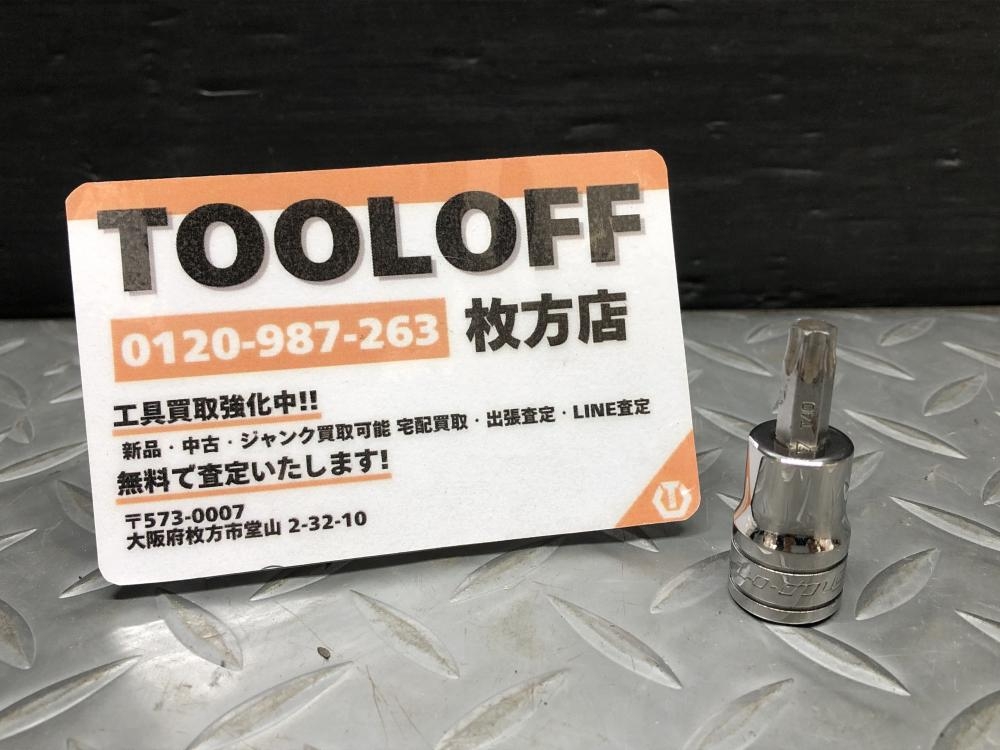 TOOLOFF
0120-987-263 枚方店
工具買取強化中!!
新品・中古・ジャンク買取可能 宅配買取・出張査定・LINE査定
無料で査定いたします!
〒573-0007
大阪府枚方市堂山 2-32-10
T